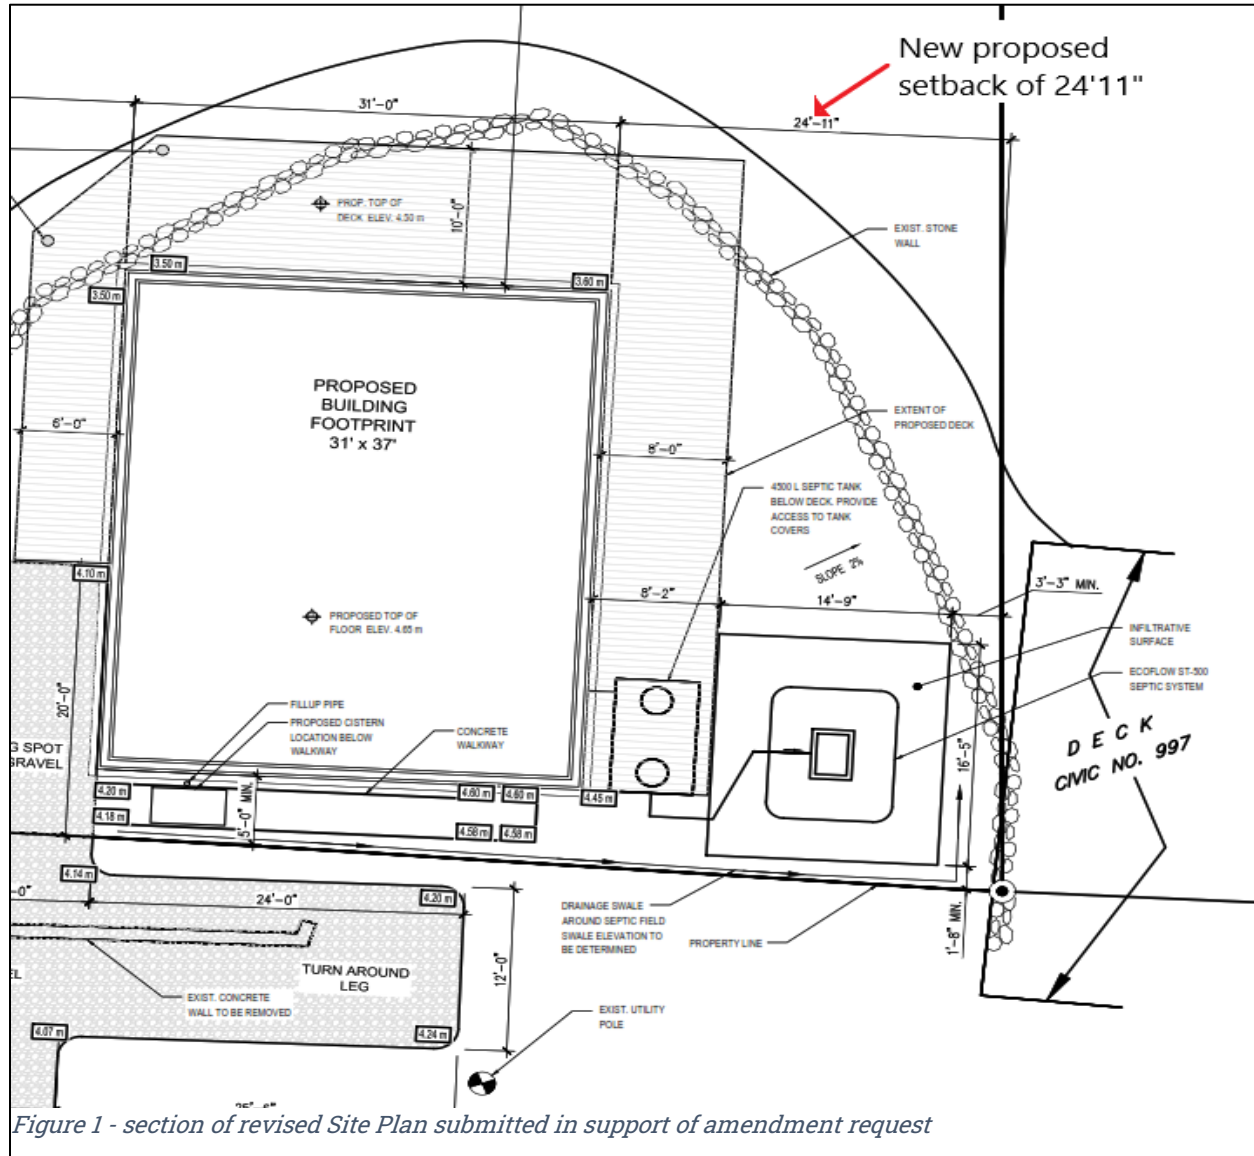 New proposed
setback of 24'11"
31'-0"
24'-11"
PROP. TOP OF
DECK ELEV. 4.50 m
10'-0"
EXIST. STONE
WALL
3.50 m
3.50 m
3.60 m
PROPOSED
BUILDING
FOOTPRINT
31' x 37'
6'-0"
8'-0"
EXTENT OF
PROPOSED DECK
4500 L SEPTIC TANK
BELOW DECK. PROVIDE
ACCESS TO TANK
COVERS
SLOPE 2%
4.10 m
8'-2"
14'-9"
3'-3" MIN.
PROPOSED TOP OF
FLOOR ELEV. 4.65 m
INFILTRATIVE
SURFACE
ECOFLOW ST-500
SEPTIC SYSTEM
20'-0"
FILLUP PIPE
PROPOSED CISTERN
LOCATION BELOW
WALKWAY
CONCRETE
WALKWAY
G SPOT
GRAVEL
DECK
CIVIC NO. 997
16'-5"
4.20 m
4.18 m
5'-0" MIN.
4.60 m
4.60 m
4.45 m
4.58 m
4.58 m
4.14 m
-0"
24'-0"
4.20 m
DRAINAGE SWALE
AROUND SEPTIC FIELD
SWALE ELEVATION TO
BE DETERMINED
PROPERTY LINE
1'-8" MIN.
EL
TURN AROUND
LEG
12'-0"
EXIST. CONCRETE
WALL TO BE REMOVED
EXIST. UTILITY
POLE
4.07 m
4.24 m
Figure 1 - section of revised Site Plan submitted in support of amendment request